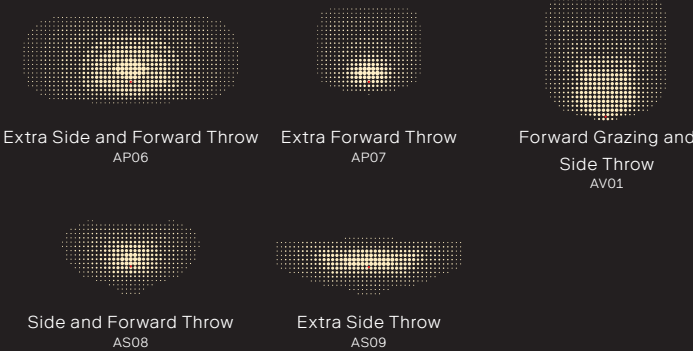 Extra Side and Forward Throw
AP06
Extra Forward Throw
AP07
Forward Grazing and
Side Throw
AV01
Side and Forward Throw
AS08
Extra Side Throw
AS09